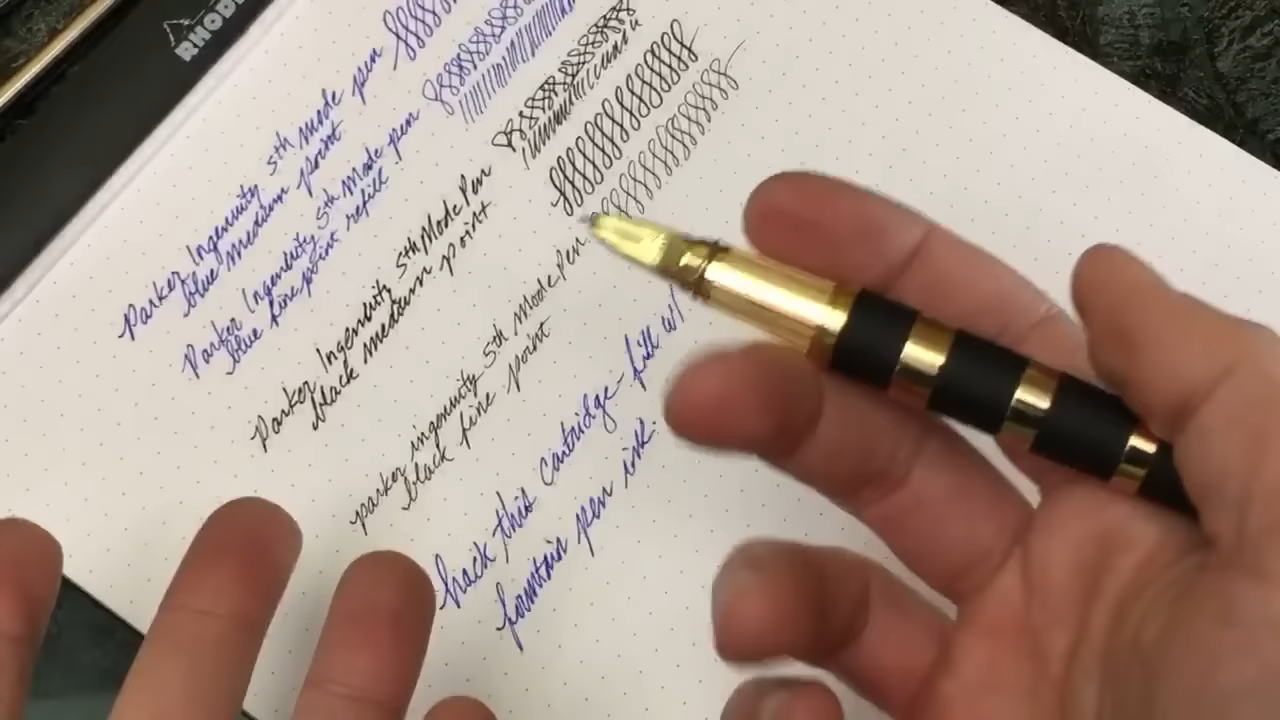 RHODI
Parker Ingenuity 5th mode pen
blue medium point
Parker Ingenuity 5th Mode pen
blue fine point refill
Parker Ingenuity 5th Mode Pen
black medium point
parker ingenuity 5th Mode Pen
black fine point
hack this cartridge - fill w/
fountain pen ink.